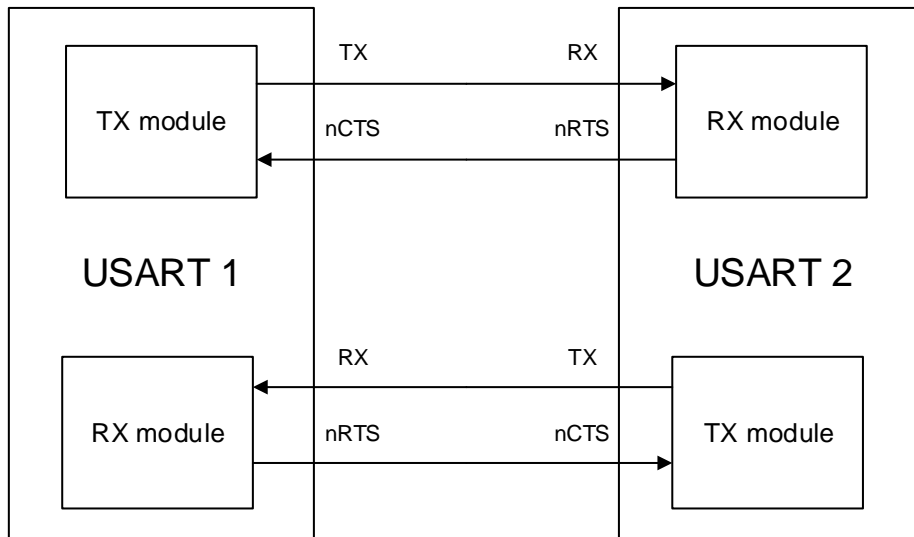 TX RX
TX module RX module
nCTS nRTS
USART 1 USART 2
RX TX
RX module TX module
nRTS nCTS